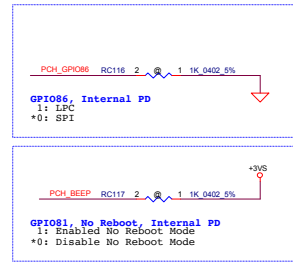 PCH_GPIO86 RC116 2 @ 1 1K_0402_5%
GPIO86, Internal PD
1: LPC
*0: SPI
+3VS
PCH_BEEP RC117 2 @ 1 1K_0402_5%
GPIO81, No Reboot, Internal PD
1: Enabled No Reboot Mode
*0: Disable No Reboot Mode